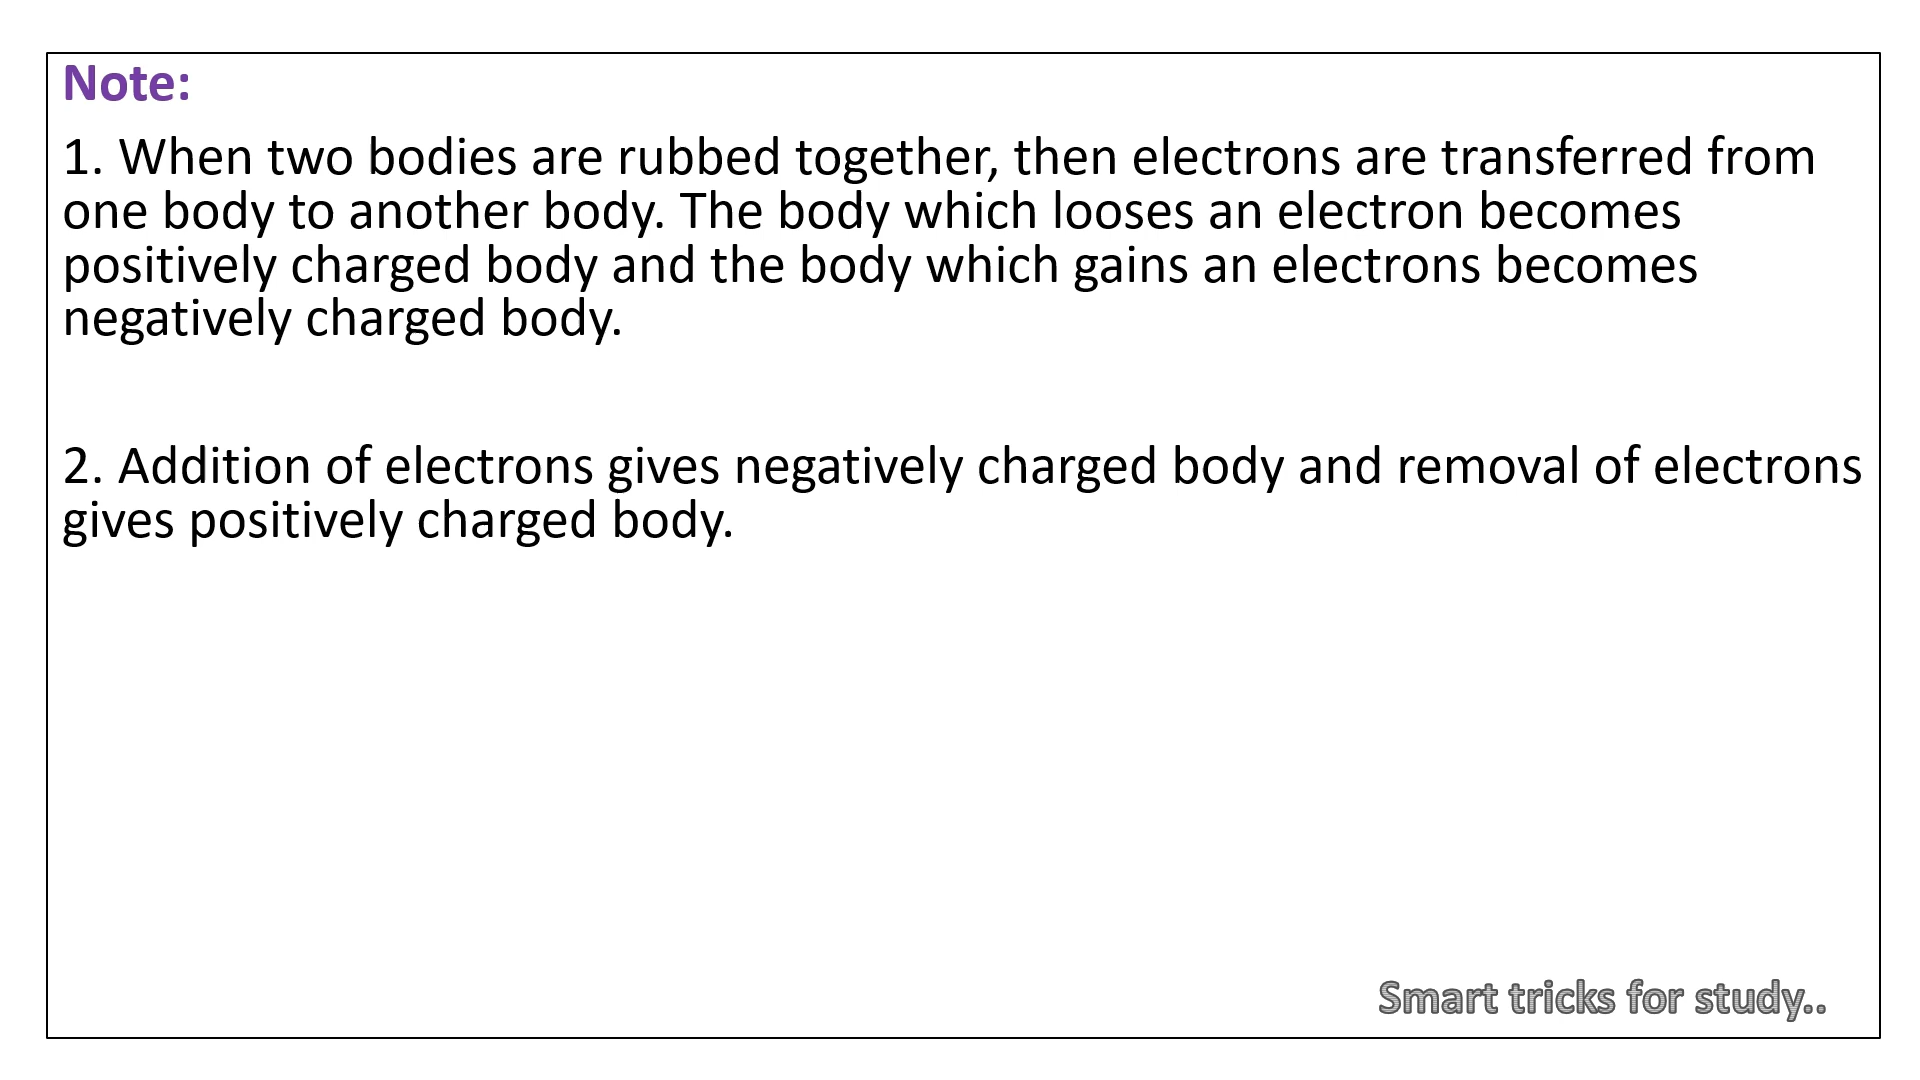 Note:
1. When two bodies are rubbed together, then electrons are transferred from
one body to another body. The body which looses an electron becomes
positively charged body and the body which gains an electrons becomes
negatively charged body.
2. Addition of electrons gives negatively charged body and removal of electrons
gives positively charged body.
Smart tricks for study..